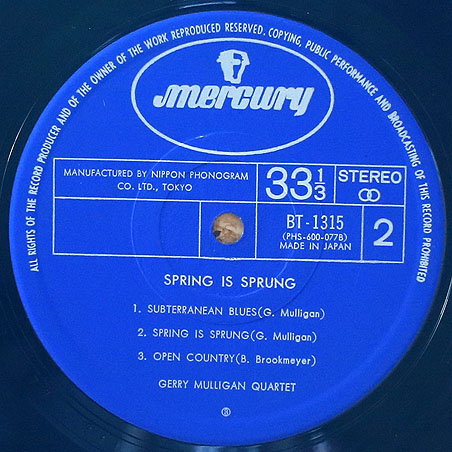 ALL RIGHTS OF THE RECORD PRODUCER AND OF THE OWNER OF THE WORK REPRODUCED RESERVED. COPYING, PUBLIC PERFORMANCE AND BROADCASTING OF THIS RECORD PROHIBITED
mercury
MANUFACTURED BY NIPPON PHONOGRAM
CO. LTD., TOKYO
33 1/3
STEREO
BT-1315
(PHS-600-077B)
MADE IN JAPAN
2
SPRING IS SPRUNG
1. SUBTERRANEAN BLUES(G. Mulligan)
2. SPRING IS SPRUNG(G. Mulligan)
3. OPEN COUNTRY(B. Brookmeyer)
GERRY MULLIGAN QUARTET